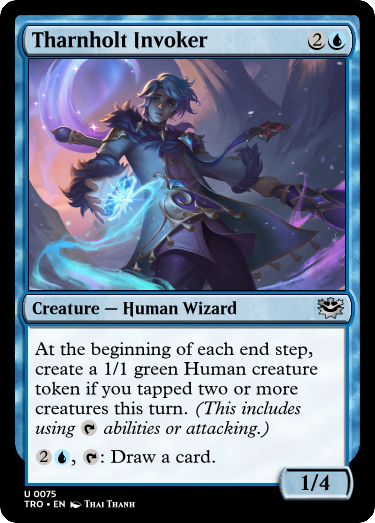 Tharnholt Invoker 2
Creature — Human Wizard
At the beginning of each end step,
create a 1/1 green Human creature
token if you tapped two or more
creatures this turn. (This includes
using abilities or attacking.)
2 , : Draw a card.
1/4
U 0075
TRO • EN Thai Thanh